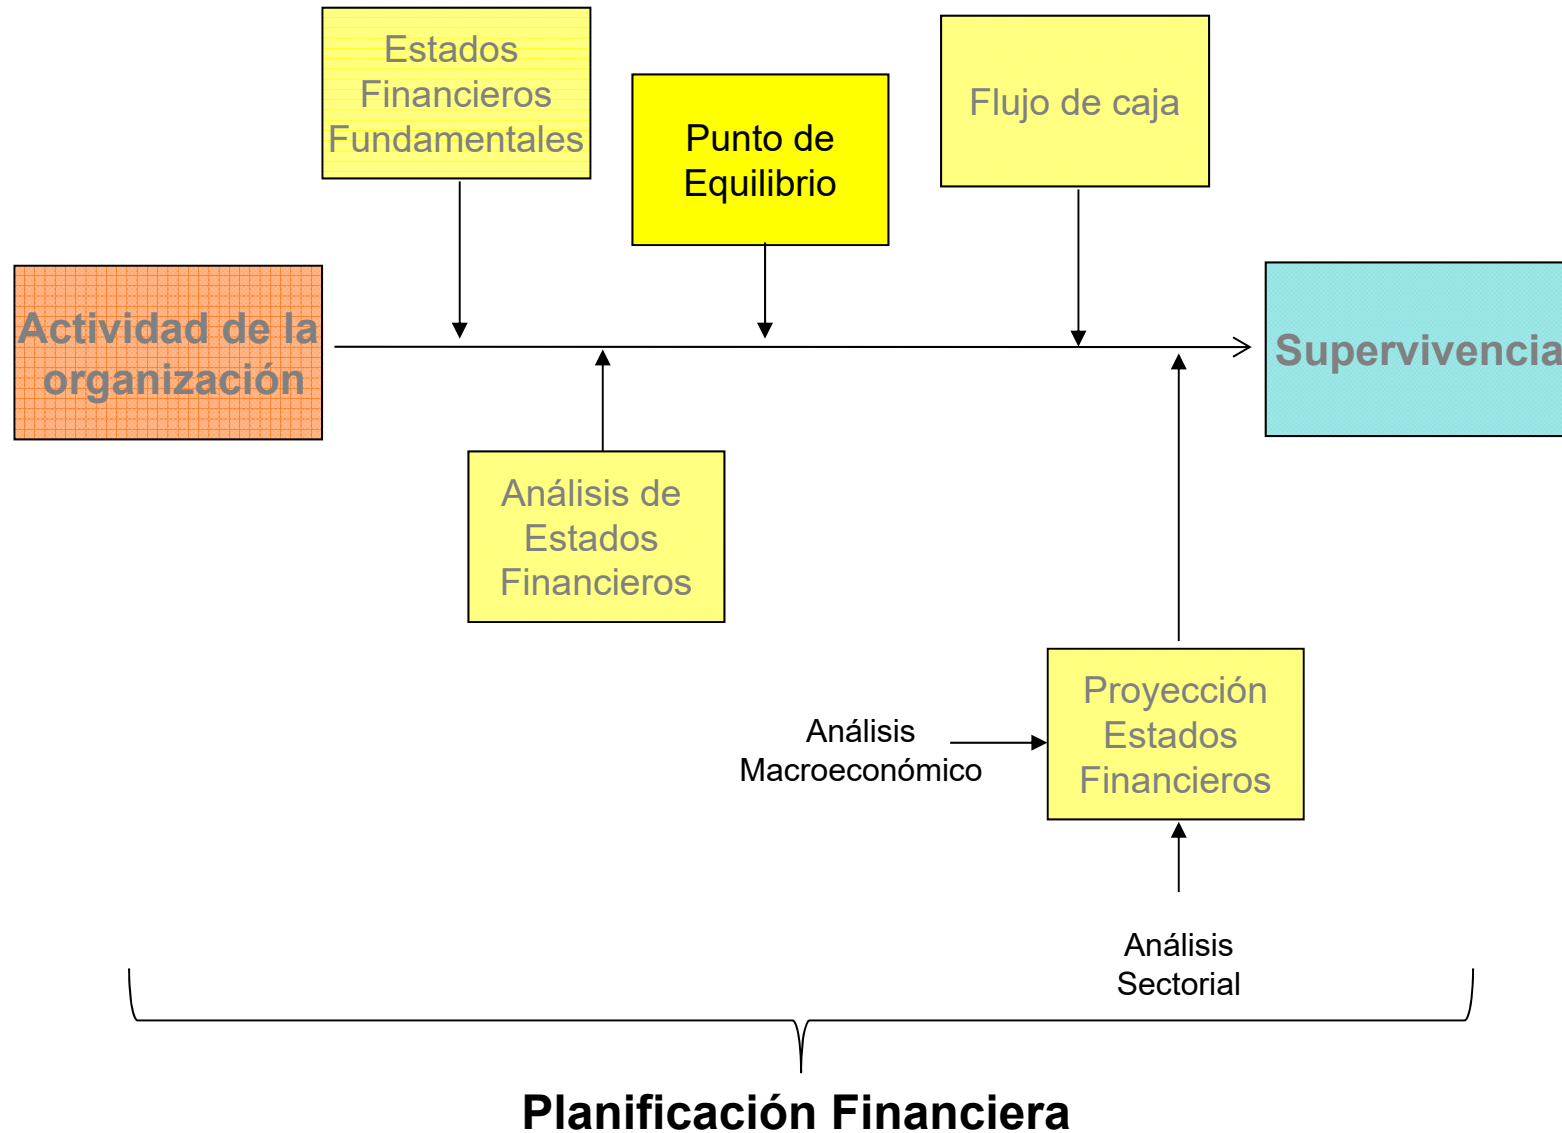 Estados
Financieros
Fundamentales
Punto de
Equilibrio
Flujo de caja
Actividad de la
organización
Supervivencia
Análisis de
Estados
Financieros
Proyección
Estados
Financieros
Análisis
Macroeconómico
Análisis
Sectorial
Planificación Financiera